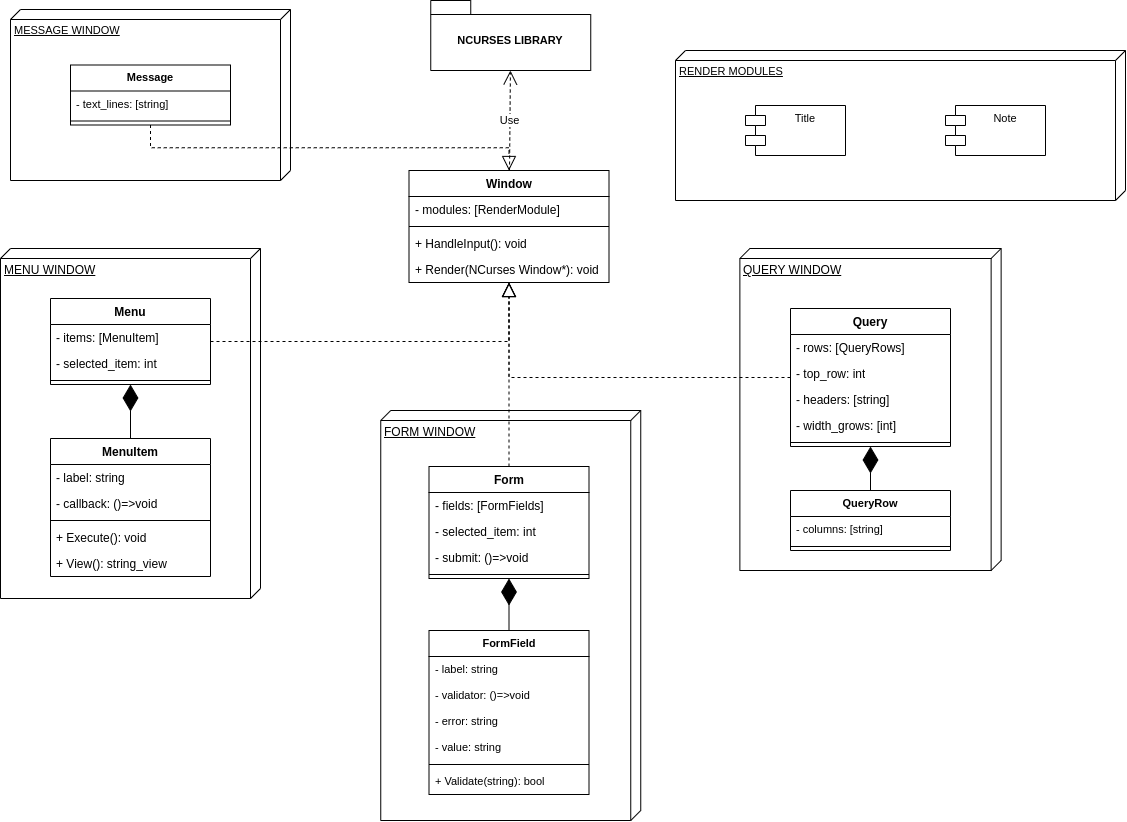 MESSAGE WINDOW
Message
- text_lines: [string]
NCURSES LIBRARY
Use
RENDER MODULES
Title
Note
Window
- modules: [RenderModule]
+ HandleInput(): void
+ Render(NCurses Window*): void
MENU WINDOW
Menu
- items: [MenuItem]
- selected_item: int
MenuItem
- label: string
- callback: ()=>void
+ Execute(): void
+ View(): string_view
FORM WINDOW
Form
- fields: [FormFields]
- selected_item: int
- submit: ()=>void
FormField
- label: string
- validator: ()=>void
- error: string
- value: string
+ Validate(string): bool
QUERY WINDOW
Query
- rows: [QueryRows]
- top_row: int
- headers: [string]
- width_grows: [int]
QueryRow
- columns: [string]